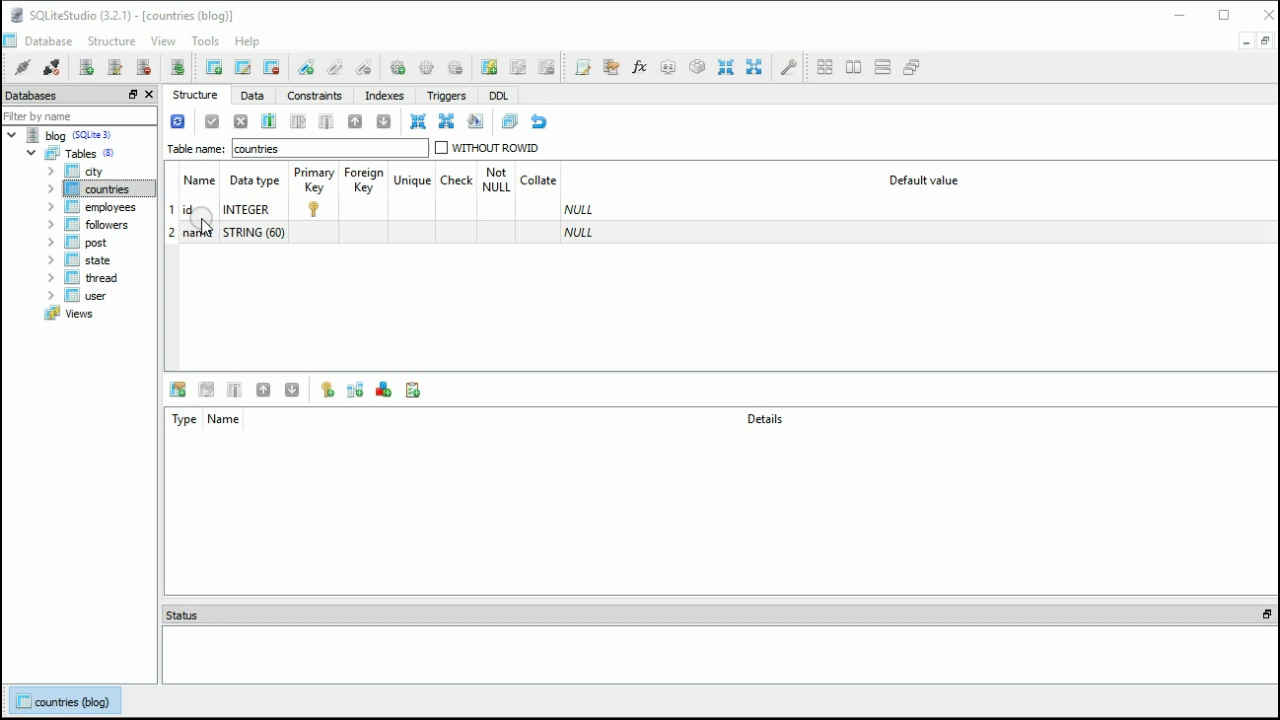 SQLiteStudio (3.2.1) - [countries (blog)]
Database Structure View Tools Help
Databases
Filter by name
blog (SQLite 3)
Tables (8)
city
countries
employees
followers
post
state
thread
user
Views
Structure Data Constraints Indexes Triggers DDL
Table name: countries WITHOUT ROWID
Name Data type Primary Key Foreign Key Unique Check Not NULL Collate Default value
1 id INTEGER NULL
2 name STRING (60) NULL
Type Name Details
Status
countries (blog)